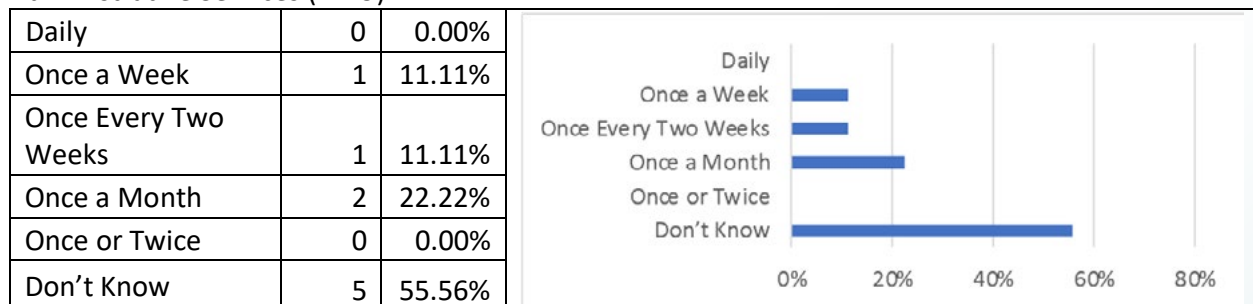 Daily 0 0.00%
Once a Week 1 11.11%
Once Every Two
Weeks 1 11.11%
Once a Month 2 22.22%
Once or Twice 0 0.00%
Don't Know 5 55.56%
Daily
Once a Week
Once Every Two Weeks
Once a Month
Once or Twice
Don't Know
0% 20% 40% 60% 80%